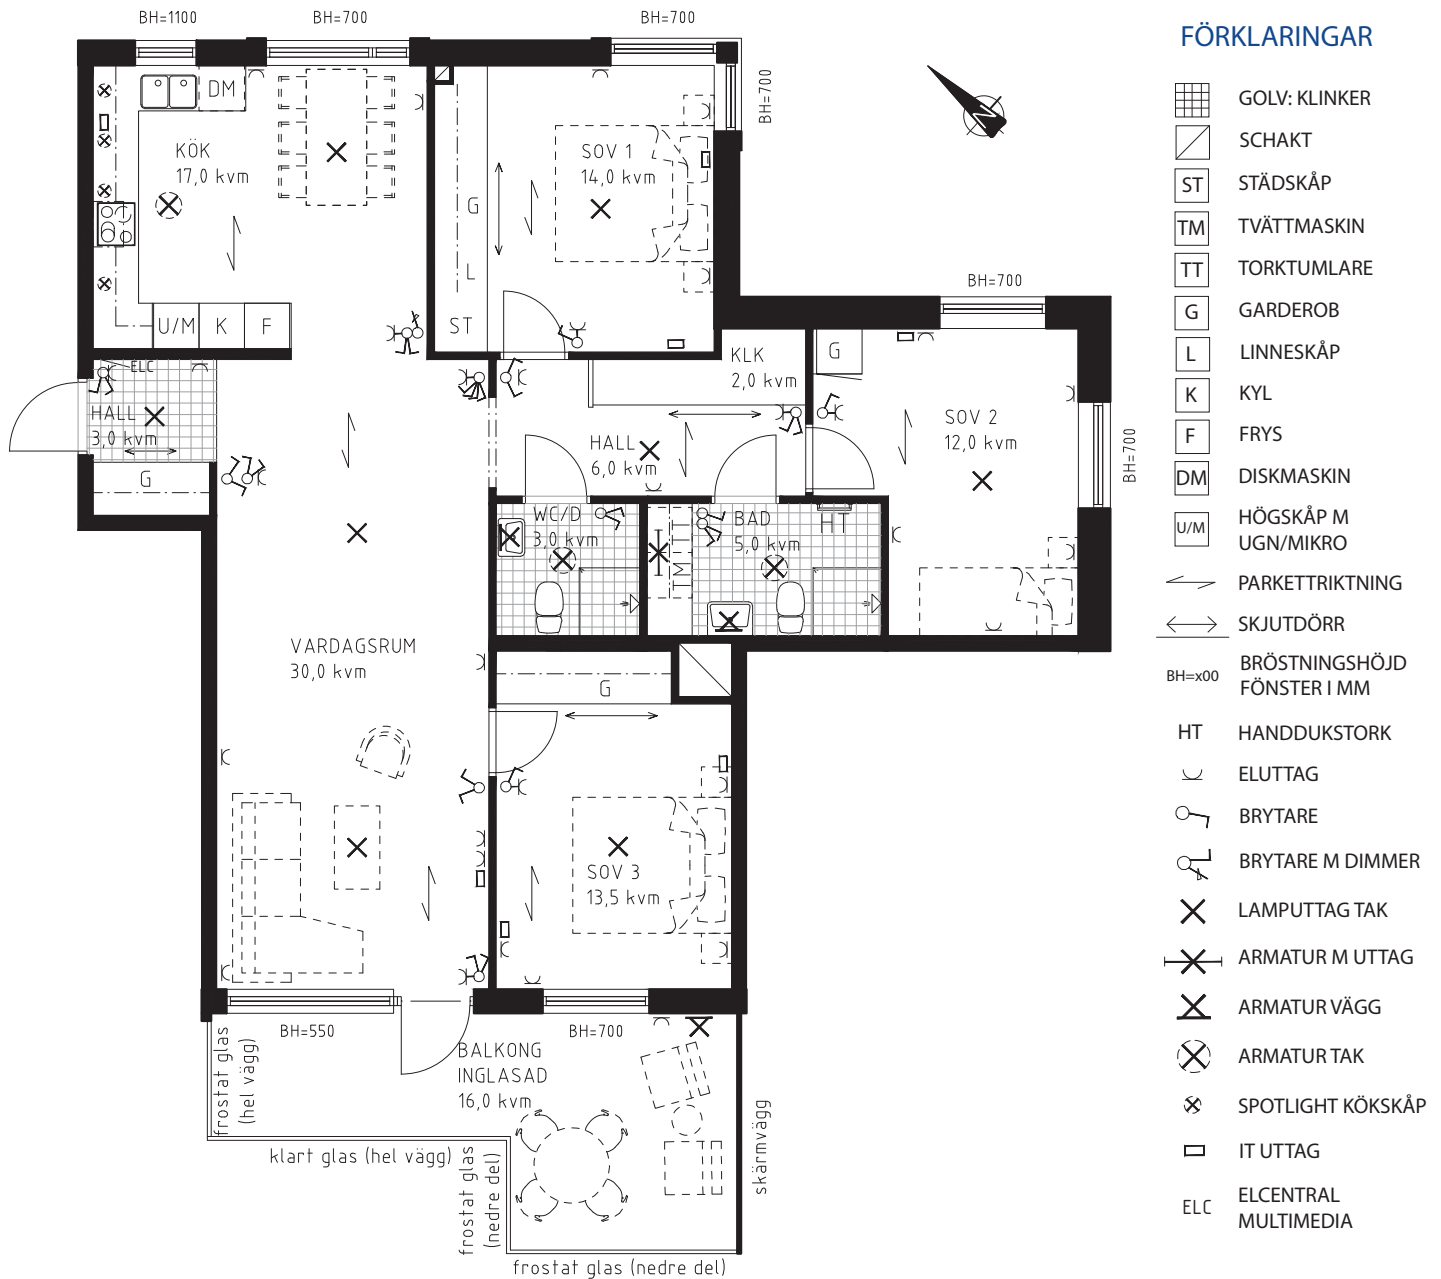 BH=1100
BH=700
BH=700
BH=700
DM
KÖK
17,0 kvm
SOV 1
14,0 kvm
G
L
ST
U/M
K
F
BH=700
ELC
HALL
3,0 kvm
G
KLK
2,0 kvm
G
SOV 2
12,0 kvm
BH=700
HALL
6,0 kvm
WC/D
3,0 kvm
TM
TT
BAD
5,0 kvm
HT
VARDAGSRUM
30,0 kvm
G
SOV 3
13,5 kvm
BH=550
BH=700
BALKONG
INGLASAD
16,0 kvm
frostat glas
(hel vägg)
klart glas (hel vägg)
frostat glas
(nedre del)
skärmvägg
frostat glas (nedre del)
FÖRKLARINGAR
GOLV: KLINKER
SCHAKT
ST STÄDSKÅP
TM TVÄTTMASKIN
TT TORKTUMLARE
G GARDEROB
L LINNESKÅP
K KYL
F FRYS
DM DISKMASKIN
U/M HÖGSKÅP M
UGN/MIKRO
PARKETTRIKTNING
SKJUTDÖRR
BH=x00 BRÖSTNINGSHÖJD
FÖNSTER I MM
HT HANDDUKSTORK
ELUTTAG
BRYTARE
BRYTARE M DIMMER
LAMPUTTAG TAK
ARMATUR M UTTAG
ARMATUR VÄGG
ARMATUR TAK
SPOTLIGHT KÖKSKÅP
IT UTTAG
ELC ELCENTRAL
MULTIMEDIA